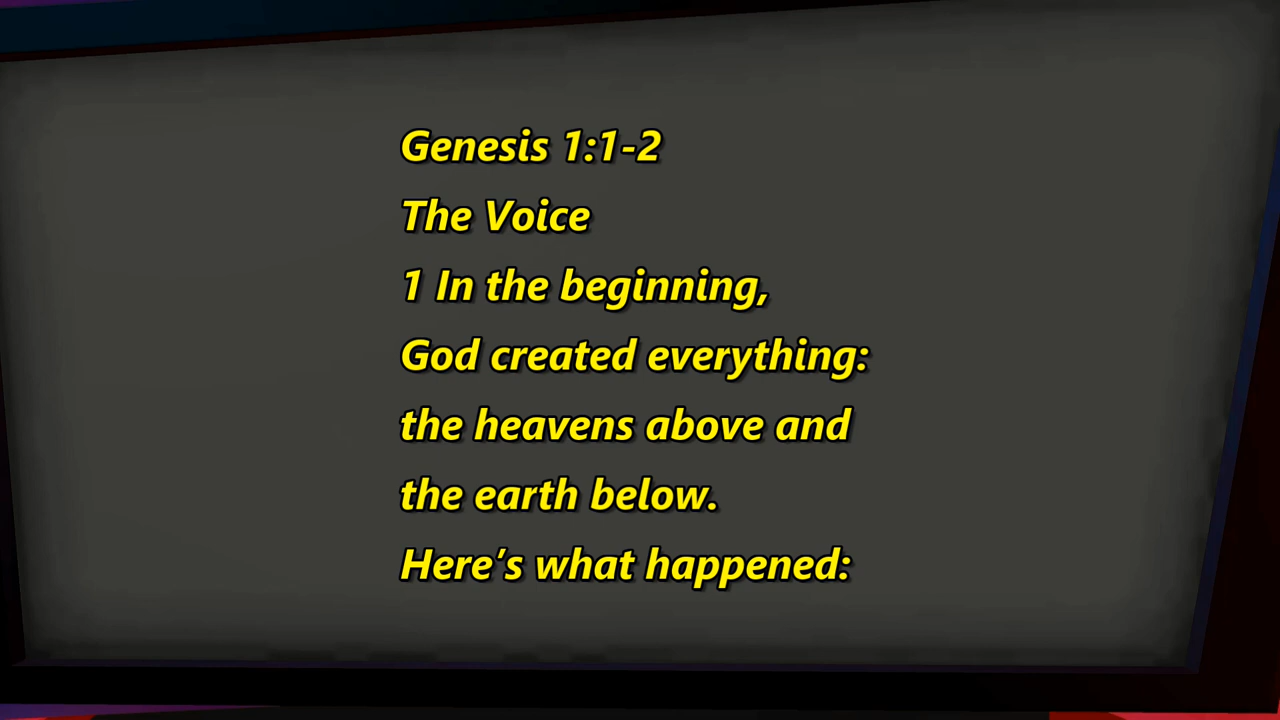 Genesis 1:1-2
The Voice
1 In the beginning,
God created everything:
the heavens above and
the earth below.
Here’s what happened: